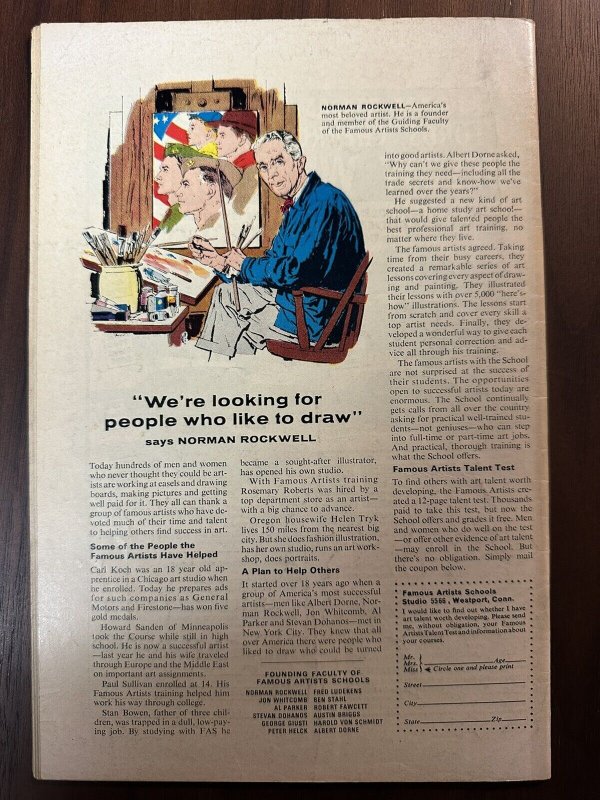 NORMAN ROCKWELL—America's
most beloved artist. He is a founder
and member of the Guiding Faculty
of the Famous Artists Schools.
"We're looking for
people who like to draw"
says NORMAN ROCKWELL
Today hundreds of men and women
who never thought they could be art-
ists are working at easels and drawing
boards, making pictures and getting
well paid for it. They all can thank a
group of famous artists who have de-
voted much of their time and talent
to helping others find success in art.
Some of the People the
Famous Artists Have Helped
Carl Koch was an 18 year old ap-
prentice in a Chicago art studio when
he enrolled. Today he prepares ads
for such companies as General
Motors and Firestone—has won five
gold medals.
Howard Sanden of Minneapolis
took the Course while still in high
school. He is now a successful artist
—last year he and his wife traveled
through Europe and the Middle East
on important art assignments.
Paul Sullivan enrolled at 14. His
Famous Artists training helped him
work his way through college.
Stan Bowen, father of three chil-
dren, was trapped in a dull, low-pay-
ing job. By studying with FAS he
became a sought-after illustrator,
has opened his own studio.
With Famous Artists training
Rosemary Roberts was hired by a
top department store as an artist—
with a big chance to advance.
Oregon housewife Helen Tryk
lives 150 miles from the nearest big
city. But she does fashion illustration,
has her own studio, runs an art work-
shop, does portraits.
A Plan to Help Others
It started over 18 years ago when a
group of America's most successful
artists—men like Albert Dorne, Nor-
man Rockwell, Jon Whitcomb, Al
Parker and Stevan Dohanos—met in
New York City. They knew that all
over America there were people who
liked to draw who could be turned
FOUNDING FACULTY OF
FAMOUS ARTISTS SCHOOLS
NORMAN ROCKWELL FRED LUDEKENS
JON WHITCOMB BEN STAHL
AL PARKER ROBERT FAWCETT
STEVAN DOHANOS AUSTIN BRIGGS
GEORGE GIUSTI HAROLD VON SCHMIDT
PETER HELCK ALBERT DORNE
into good artists. Albert Dorne asked,
"Why can't we give these people the
training they need—including all the
trade secrets and know-how we've
learned over the years?"
He suggested a new kind of art
school—a home study art school—
that would give talented people the
best professional art training, no
matter where they live.
The famous artists agreed. Taking
time from their busy careers, they
created a remarkable series of art
lessons covering every aspect of draw-
ing and painting. They illustrated
their lessons with over 5,000 "here's-
how" illustrations. The lessons start
from scratch and cover every skill a
top artist needs. Finally, they de-
veloped a wonderful way to give each
student personal correction and ad-
vice all through his training.
The famous artists with the School
are not surprised at the success of
their students. The opportunities
open to successful artists today are
enormous. The School continually
gets calls from all over the country
asking for practical well-trained stu-
dents—not geniuses—who can step
into full-time or part-time art jobs.
And practical, thorough training is
what the School offers.
Famous Artists Talent Test
To find others with art talent worth
developing, the Famous Artists cre-
ated a 12-page talent test. Thousands
paid to take this test, but now the
School offers and grades it free. Men
and women who do well on the test
—or offer other evidence of art talent
—may enroll in the School. But
there's no obligation. Simply mail
the coupon below.
Famous Artists Schools
Studio 5566, Westport, Conn.
I would like to find out whether I have
art talent worth developing. Please send
me, without obligation, your Famous
Artists Talent Test and information about
your courses.
Mr.
Mrs. Age
Miss Circle one and please print
Street
City
State Zip